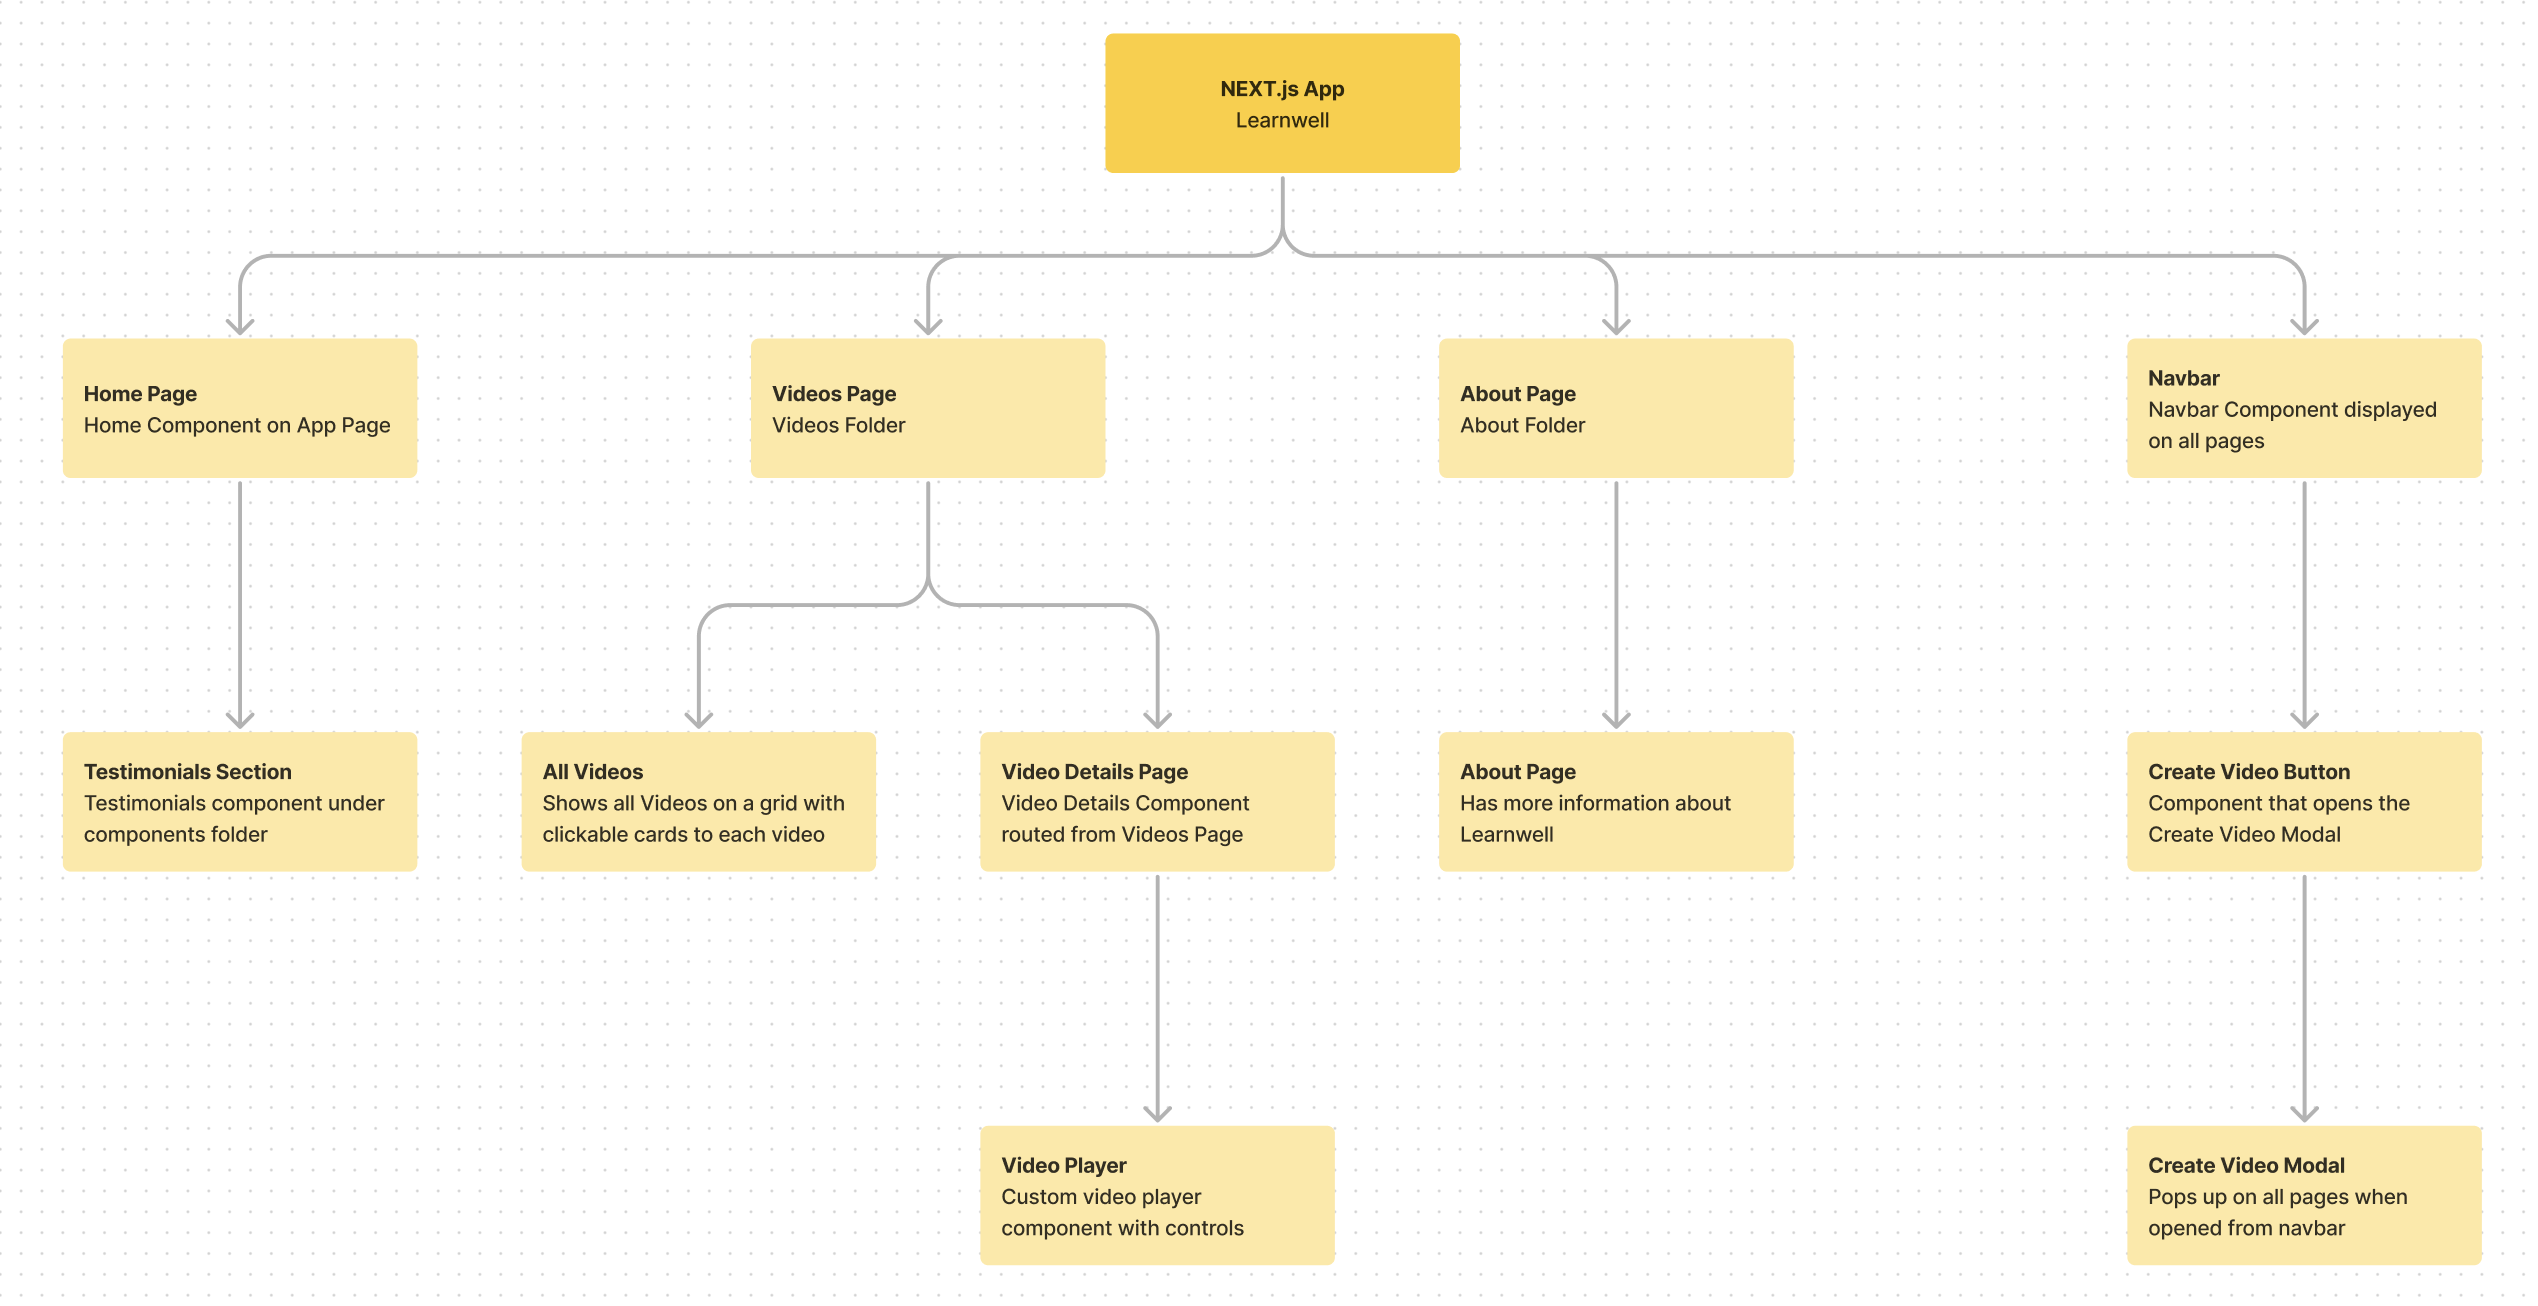 NEXT.js App
Learnwell
Home Page
Home Component on App Page
Videos Page
Videos Folder
About Page
About Folder
Navbar
Navbar Component displayed
on all pages
Testimonials Section
Testimonials component under
components folder
All Videos
Shows all Videos on a grid with
clickable cards to each video
Video Details Page
Video Details Component
routed from Videos Page
About Page
Has more information about
Learnwell
Create Video Button
Component that opens the
Create Video Modal
Video Player
Custom video player
component with controls
Create Video Modal
Pops up on all pages when
opened from navbar